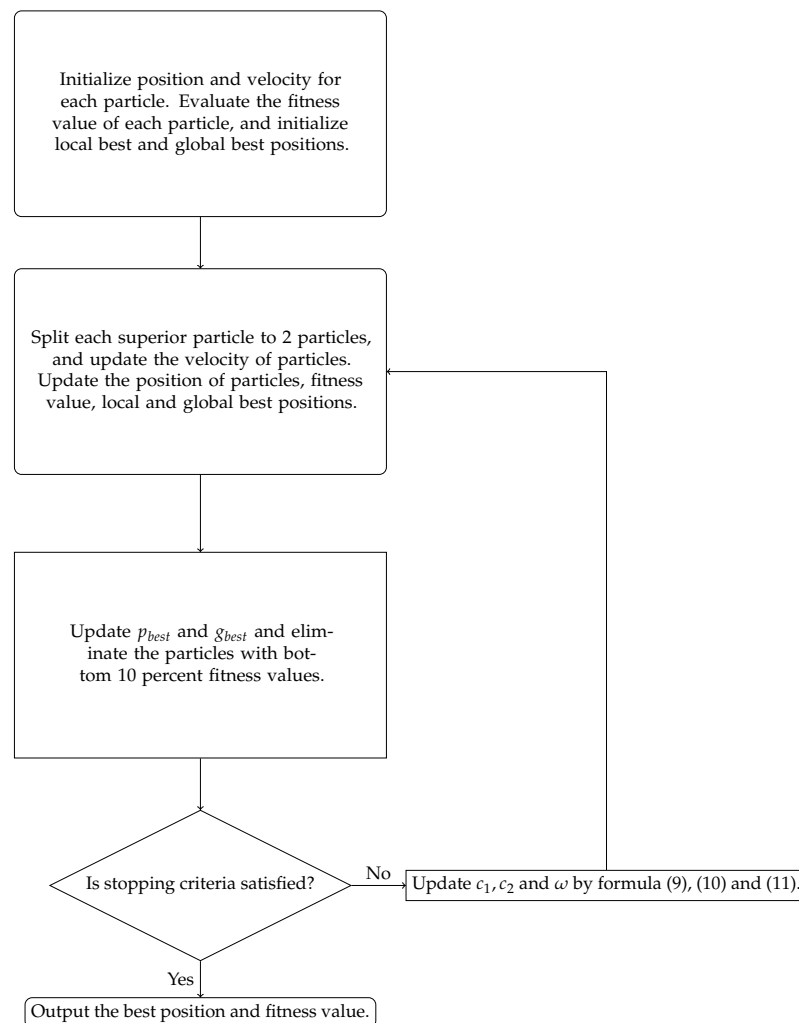 Initialize position and velocity for
each particle. Evaluate the fitness
value of each particle, and initialize
local best and global best positions.
Split each superior particle to 2 particles,
and update the velocity of particles.
Update the position of particles, fitness
value, local and global best positions.
Update p_best and g_best and elim-
inate the particles with bot-
tom 10 percent fitness values.
Is stopping criteria satisfied?
No
Update c₁, c₂ and ω by formula (9), (10) and (11).
Yes
Output the best position and fitness value.